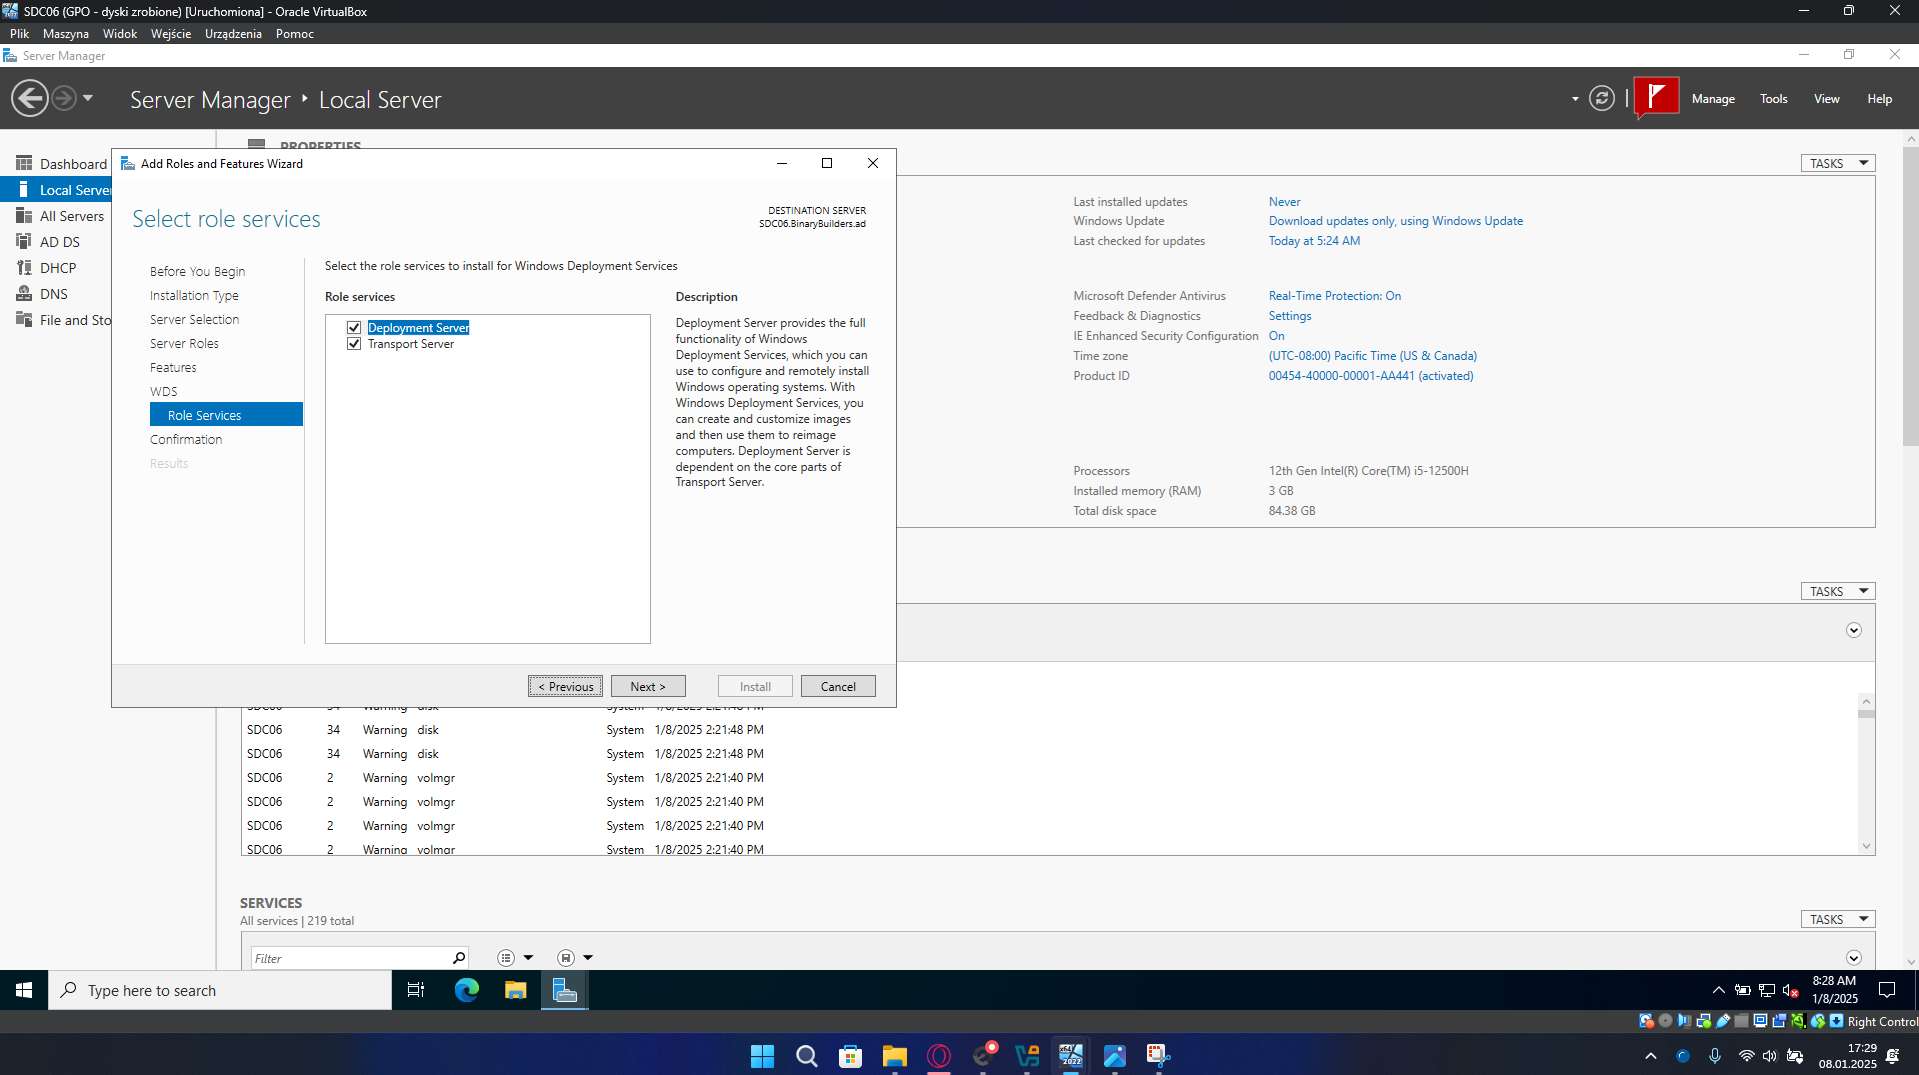 SDC06 (GPO - dyski zrobione) [Uruchomiona] - Oracle VirtualBox
Plik Maszyna Widok Wejście Urządzenia Pomoc
Server Manager
Server Manager Local Server
Manage Tools View Help
Dashboard
Local Server
All Servers
AD DS
DHCP
DNS
File and Sto
PROPERTIES
TASKS
Add Roles and Features Wizard
Select role services
DESTINATION SERVER
SDC06.BinaryBuilders.ad
Before You Begin
Installation Type
Server Selection
Server Roles
Features
WDS
Role Services
Confirmation
Results
Select the role services to install for Windows Deployment Services
Role services
Deployment Server
Transport Server
Description
Deployment Server provides the full
functionality of Windows
Deployment Services, which you can
use to configure and remotely install
Windows operating systems. With
Windows Deployment Services, you
can create and customize images
and then use them to reimage
computers. Deployment Server is
dependent on the core parts of
Transport Server.
< Previous Next > Install Cancel
Last installed updates Never
Windows Update Download updates only, using Windows Update
Last checked for updates Today at 5:24 AM
Microsoft Defender Antivirus Real-Time Protection: On
Feedback & Diagnostics Settings
IE Enhanced Security Configuration On
Time zone (UTC-08:00) Pacific Time (US & Canada)
Product ID 00454-40000-00001-AA441 (activated)
Processors 12th Gen Intel(R) Core(TM) i5-12500H
Installed memory (RAM) 3 GB
Total disk space 84.38 GB
TASKS
SDC06 34 Warning disk System 1/8/2025 2:21:48 PM
SDC06 34 Warning disk System 1/8/2025 2:21:48 PM
SDC06 34 Warning disk System 1/8/2025 2:21:48 PM
SDC06 2 Warning volmgr System 1/8/2025 2:21:40 PM
SDC06 2 Warning volmgr System 1/8/2025 2:21:40 PM
SDC06 2 Warning volmgr System 1/8/2025 2:21:40 PM
SDC06 2 Warning volmgr System 1/8/2025 2:21:40 PM
SERVICES
All services | 219 total
TASKS
Filter
Type here to search
8:28 AM
1/8/2025
Right Control
17:29
08.01.2025